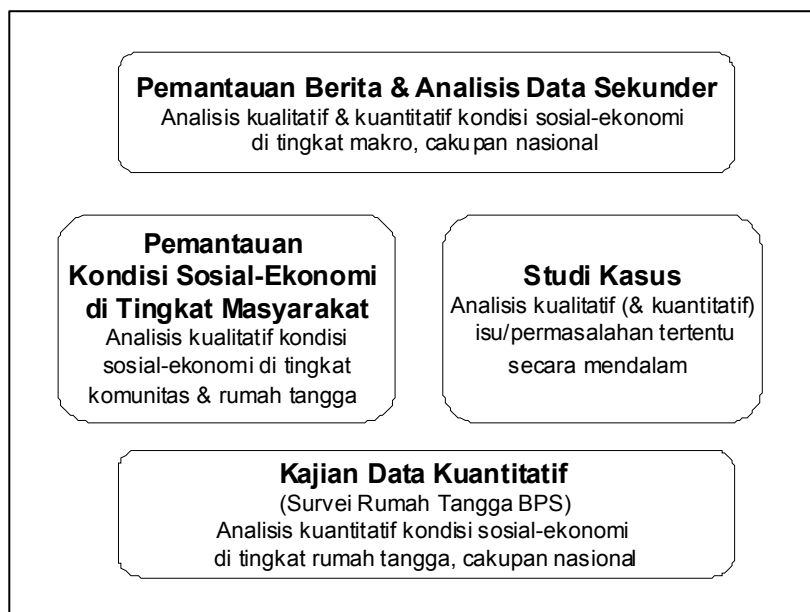 Pemantauan Berita & Analisis Data Sekunder
Analisis kualitatif & kuantitatif kondisi sosial-ekonomi
di tingkat makro, cakupan nasional
Pemantauan
Kondisi Sosial-Ekonomi
di Tingkat Masyarakat
Analisis kualitatif kondisi
sosial-ekonomi di tingkat
komunitas & rumah tangga
Studi Kasus
Analisis kualitatif (& kuantitatif)
isu/permasalahan tertentu
secara mendalam
Kajian Data Kuantitatif
(Survei Rumah Tangga BPS)
Analisis kuantitatif kondisi sosial-ekonomi
di tingkat rumah tangga, cakupan nasional